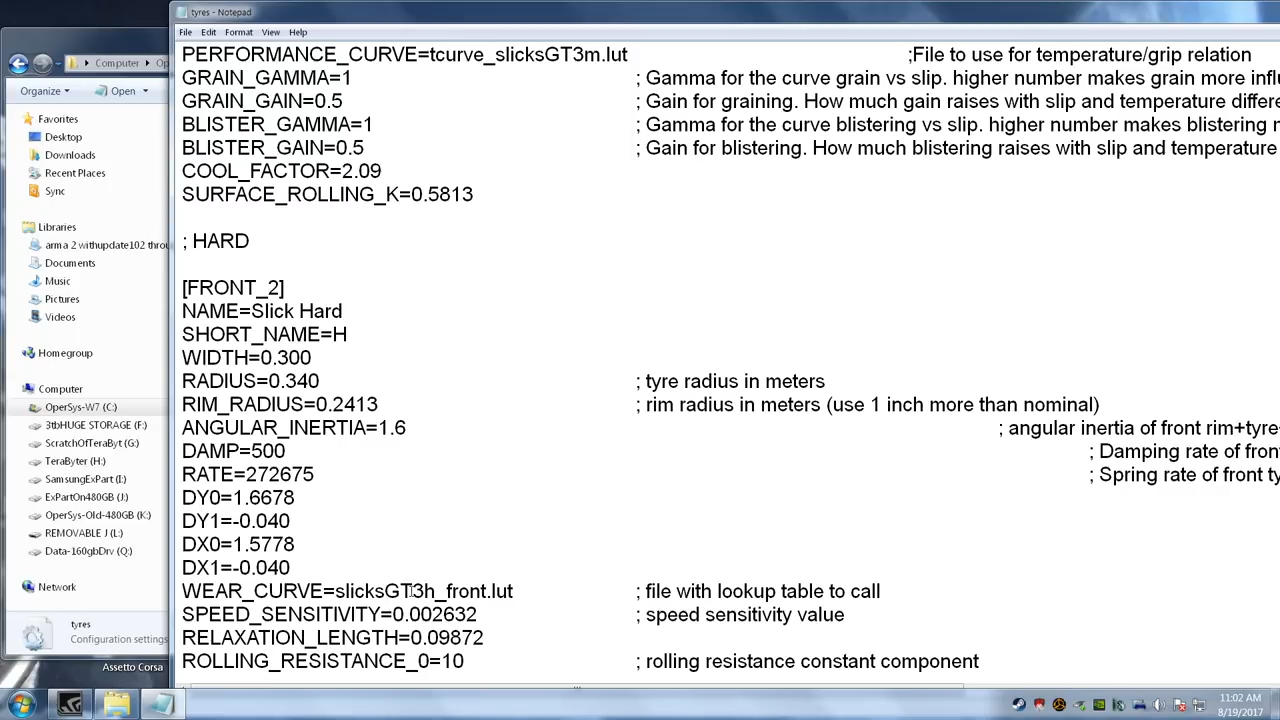 tyres - Notepad
File Edit Format View Help
PERFORMANCE_CURVE=tcurve_slicksGT3m.lut ;File to use for temperature/grip relation
GRAIN_GAMMA=1 ; Gamma for the curve grain vs slip. higher number makes grain more influ
GRAIN_GAIN=0.5 ; Gain for graining. How much gain raises with slip and temperature differe
BLISTER_GAMMA=1 ; Gamma for the curve blistering vs slip. higher number makes blistering
BLISTER_GAIN=0.5 ; Gain for blistering. How much blistering raises with slip and temperature
COOL_FACTOR=2.09
SURFACE_ROLLING_K=0.5813
; HARD
[FRONT_2]
NAME=Slick Hard
SHORT_NAME=H
WIDTH=0.300
RADIUS=0.340 ; tyre radius in meters
RIM_RADIUS=0.2413 ; rim radius in meters (use 1 inch more than nominal)
ANGULAR_INERTIA=1.6 ; angular inertia of front rim+tyre
DAMP=500 ; Damping rate of fron
RATE=272675 ; Spring rate of front ty
DY0=1.6678
DY1=-0.040
DX0=1.5778
DX1=-0.040
WEAR_CURVE=slicksGT3h_front.lut ; file with lookup table to call
SPEED_SENSITIVITY=0.002632 ; speed sensitivity value
RELAXATION_LENGTH=0.09872
ROLLING_RESISTANCE_0=10 ; rolling resistance constant component
Computer Op
Organize Open
Favorites
Desktop
Downloads
Recent Places
Sync
Libraries
arma 2 withupdate102 throu
Documents
Music
Pictures
Videos
Homegroup
Computer
OperSys-W7 (C:)
3tbHUGE STORAGE (F:)
ScratchOfTeraByt (G:)
TeraByter (H:)
SamsungExPart (I:)
ExPartOn480GB (J:)
OperSys-Old-480GB (K:)
REMOVABLE J (L:)
Data-160gbDrv (Q:)
Network
tyres
Configuration settings
Assetto Corsa
11:02 AM
8/19/2017